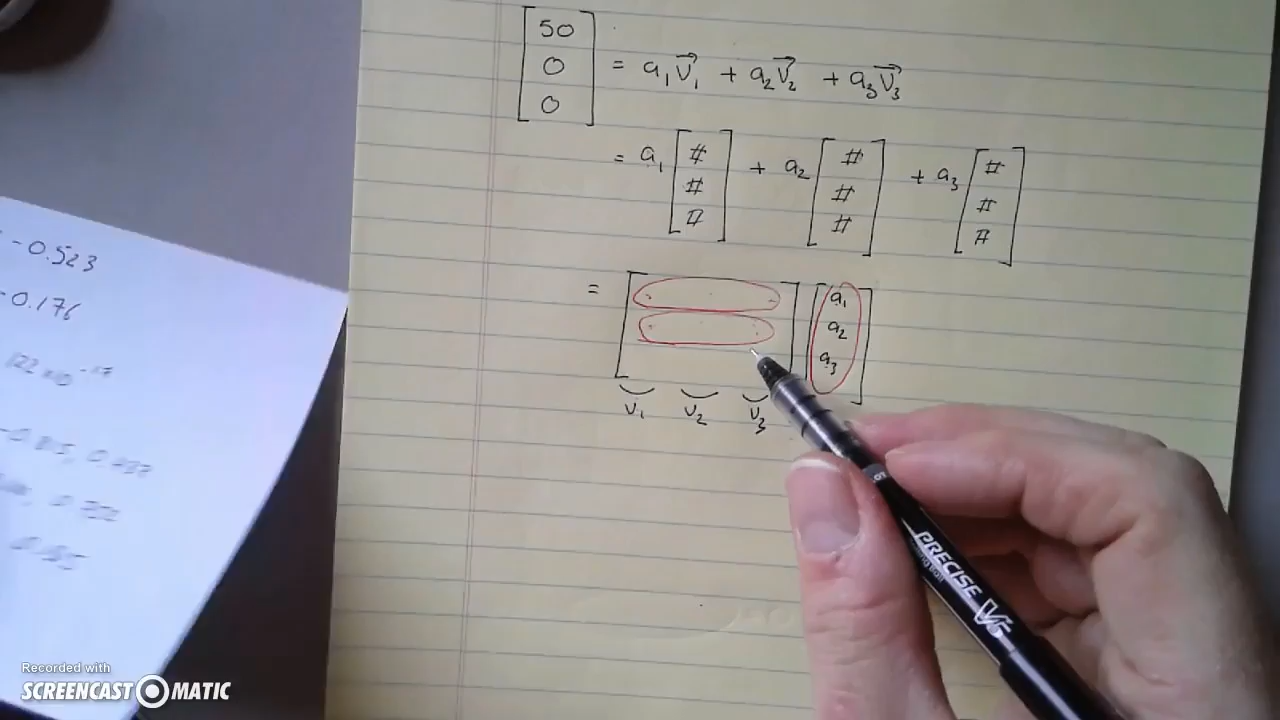 50
0
0
= a₁v⃗₁ + a₂v⃗₂ + a₃v⃗₃
= a₁ [# # #] + a₂ [# # #] + a₃ [# # #]
= [ ] [a₁ a₂ a₃]
v₁ v₂ v₃
-0.523
-0.176
PRECISE V5
Recorded with
SCREENCAST O MATIC